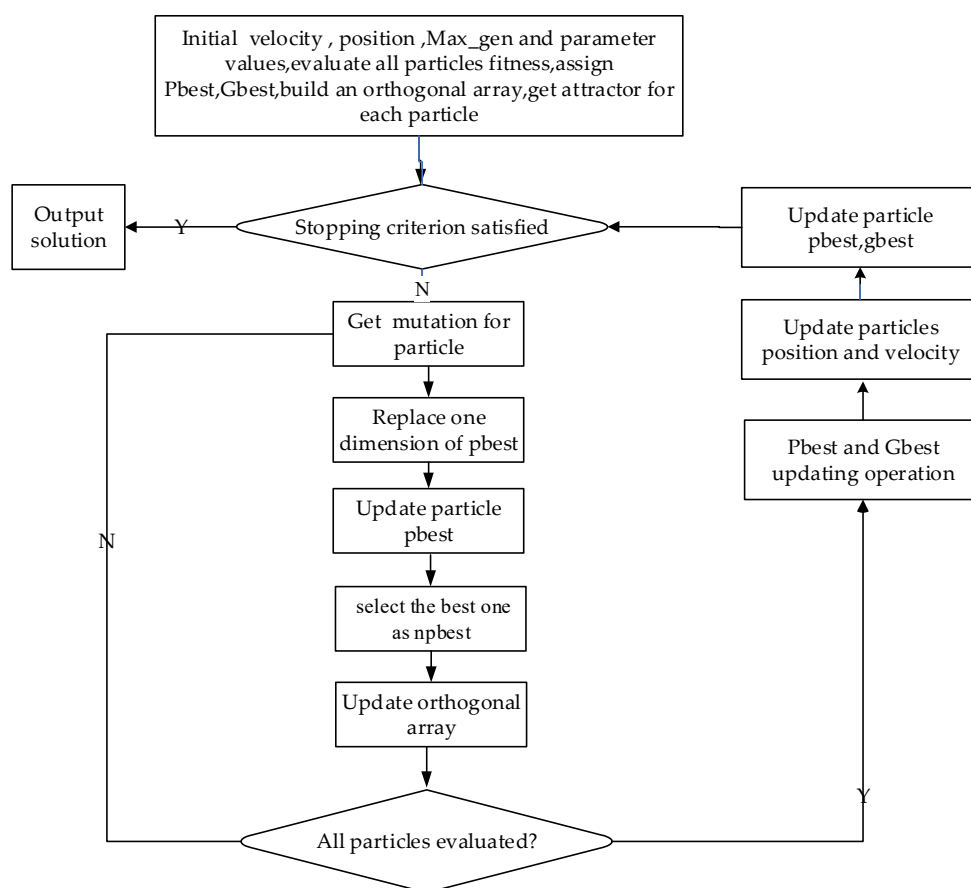 Initial velocity , position ,Max_gen and parameter
values,evaluate all particles fitness,assign
Pbest,Gbest,build an orthogonal array,get attractor for
each particle
Output
solution
Y
Stopping criterion satisfied
Update particle
pbest,gbest
N
Get mutation for
particle
Update particles
position and velocity
Replace one
dimension of pbest
Pbest and Gbest
updating operation
Update particle
pbest
N
select the best one
as npbest
Update orthogonal
array
Y
All particles evaluated?